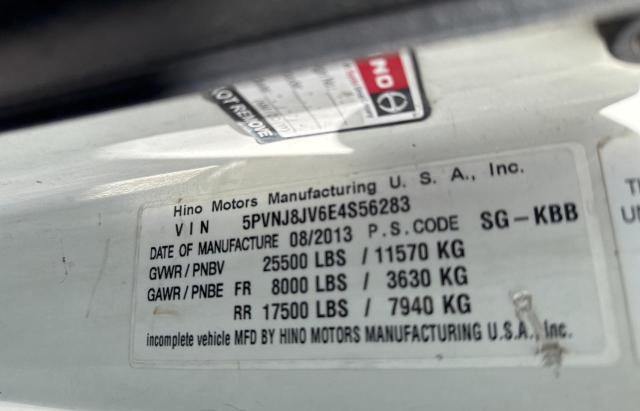 HINO
NOT REMOVE
Hino Motors Manufacturing U. S. A., Inc.
VIN 5PVNJ8JV6E4S56283
DATE OF MANUFACTURE 08/2013 P.S.CODE SG-KBB
GVWR / PNBV 25500 LBS / 11570 KG
GAWR / PNBE FR 8000 LBS / 3630 KG
RR 17500 LBS / 7940 KG
incomplete vehicle MFD BY HINO MOTORS MANUFACTURING U.S.A., Inc.